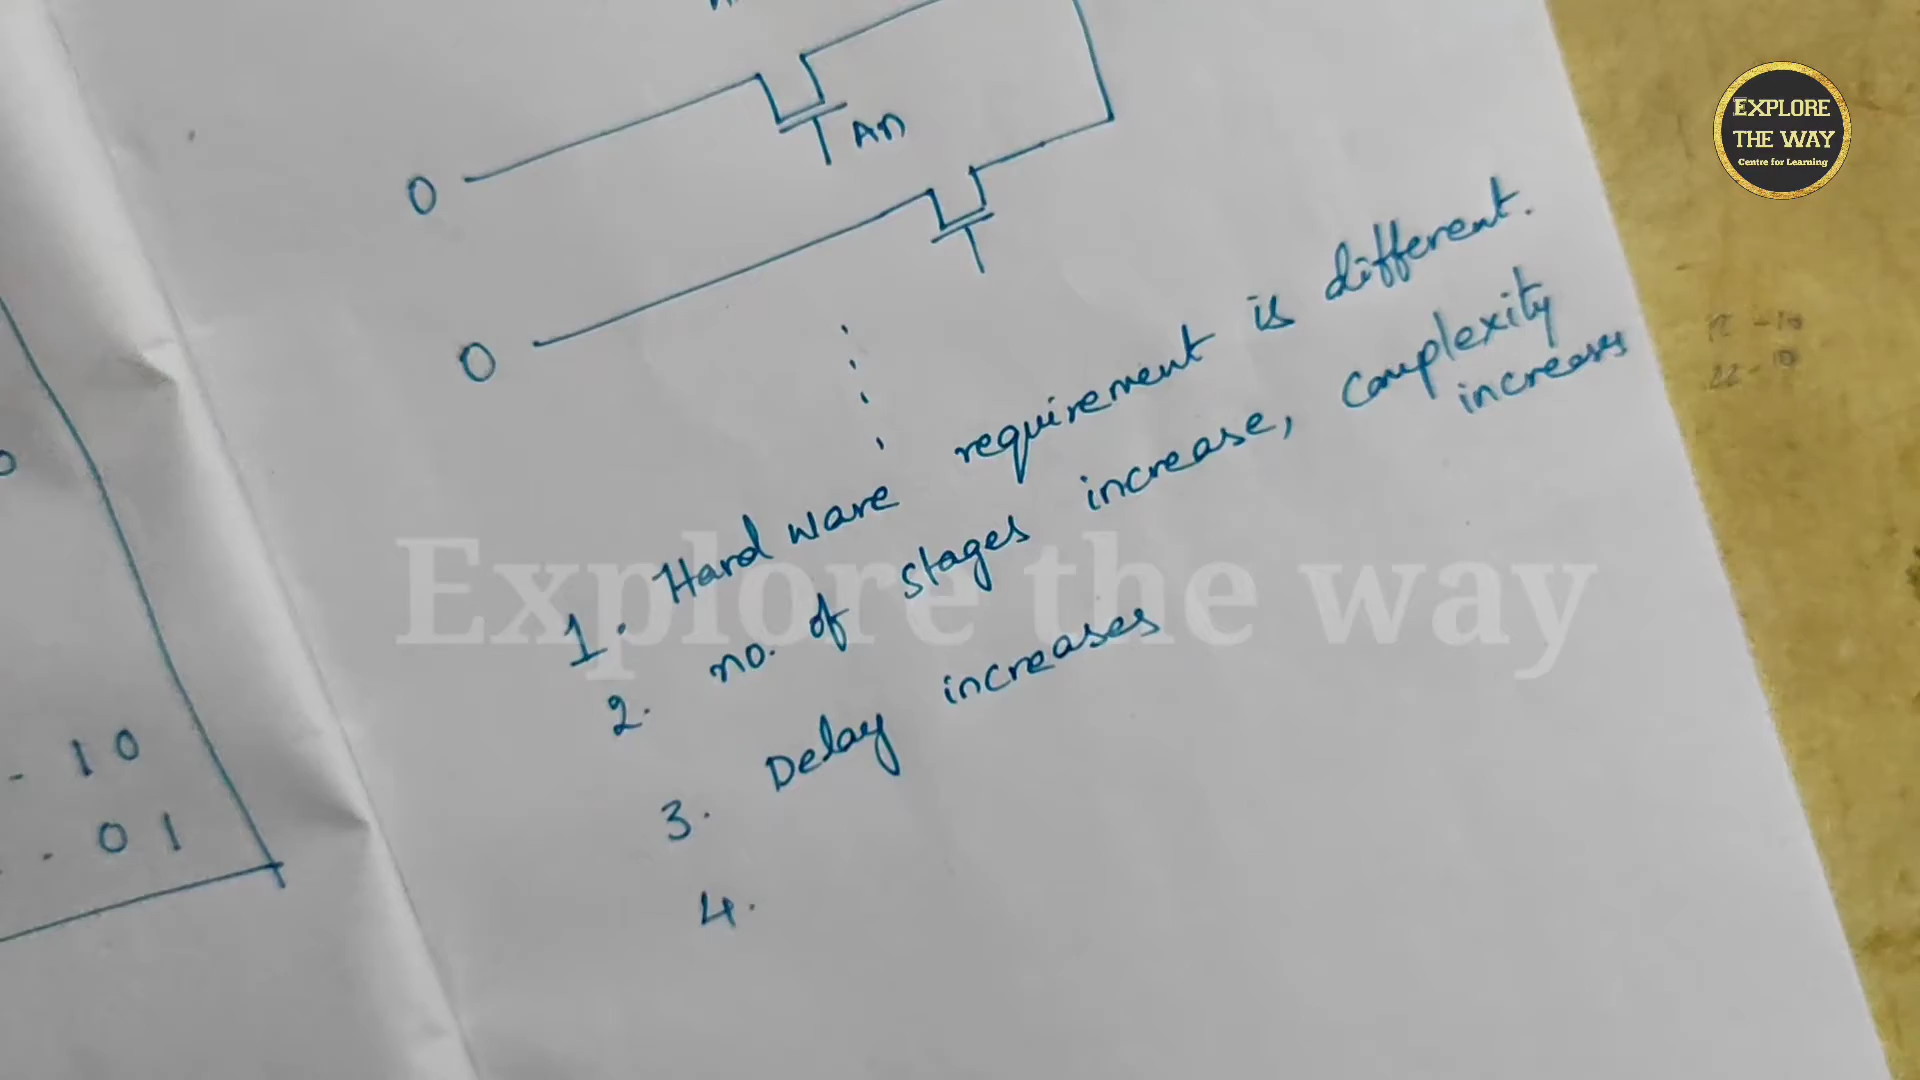 An
0
0
1. Hard ware requirement is different.
2. no. of stages increase, complexity
increases
3. Delay increases
4.
- 10
. 01
EXPLORE
THE WAY
Centre for Learning
Explore the way